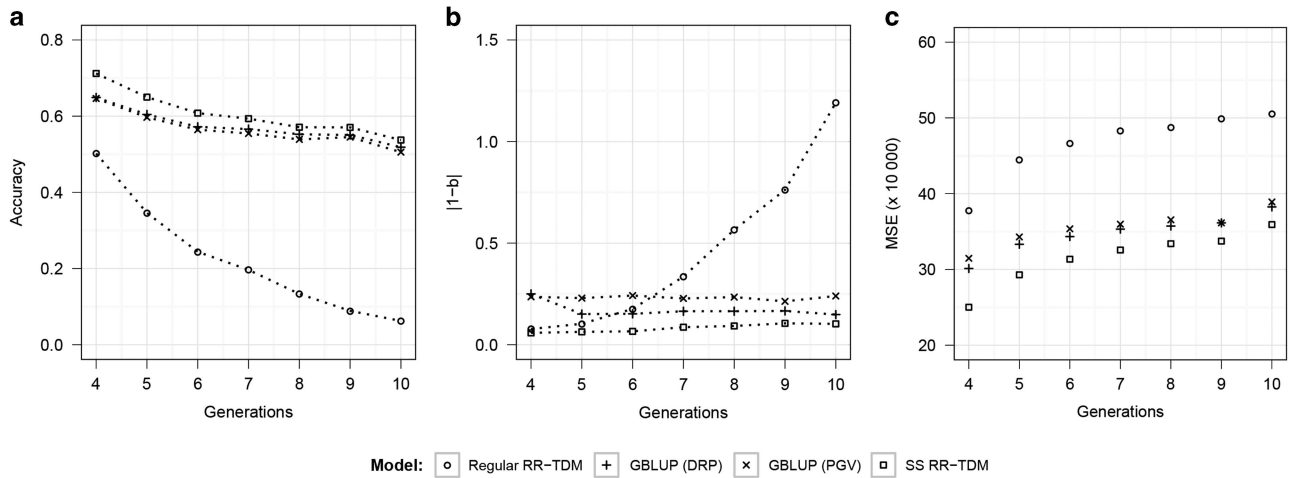 a
0.8
0.6
0.4
0.2
0.0
Accuracy
4 5 6 7 8 9 10
Generations
b
1.5
1.0
0.5
0.0
|1−b|
4 5 6 7 8 9 10
Generations
c
60
50
40
30
20
MSE (x 10 000)
4 5 6 7 8 9 10
Generations
Model: Regular RR−TDM GBLUP (DRP) GBLUP (PGV) SS RR−TDM